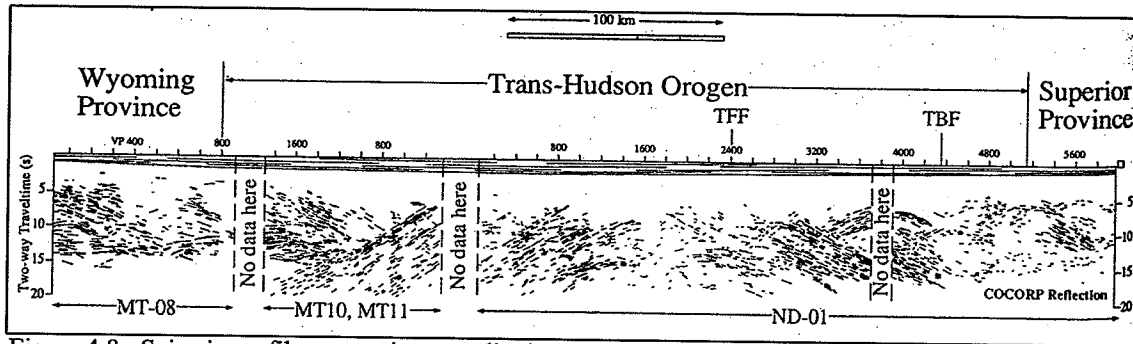 100 km
Wyoming
Province
Trans-Hudson Orogen
Superior
Province
TFF
TBF
VP 400
800
1600
800
800
1600
2400
3200
4000
4800
5600
0
Two-way Traveltime (s)
5
10
15
20
No data here
No data here
No data here
5
10
15
20
COCORP Reflection
MT-08
MT10, MT11
ND-01